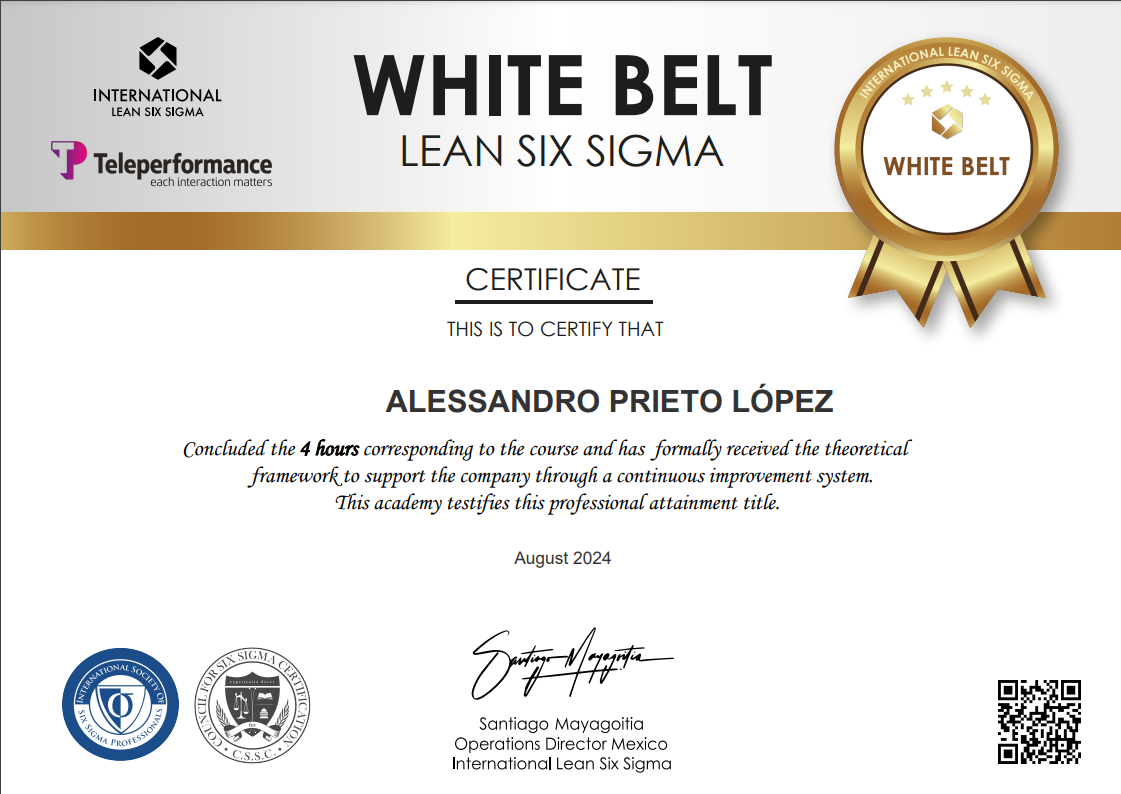 INTERNATIONAL
LEAN SIX SIGMA
Teleperformance
each interaction matters
WHITE BELT
LEAN SIX SIGMA
INTERNATIONAL LEAN SIX SIGMA
WHITE BELT
CERTIFICATE
THIS IS TO CERTIFY THAT
ALESSANDRO PRIETO LÓPEZ
Concluded the 4 hours corresponding to the course and has formally received the theoretical
framework to support the company through a continuous improvement system.
This academy testifies this professional attainment title.
August 2024
INTERNATIONAL SOCIETY OF
SIX SIGMA PROFESSIONALS
COUNCIL FOR SIX SIGMA CERTIFICATION
experientia docet
• C.S.S.C. •
Santiago Mayagoitia
Santiago Mayagoitia
Operations Director Mexico
International Lean Six Sigma